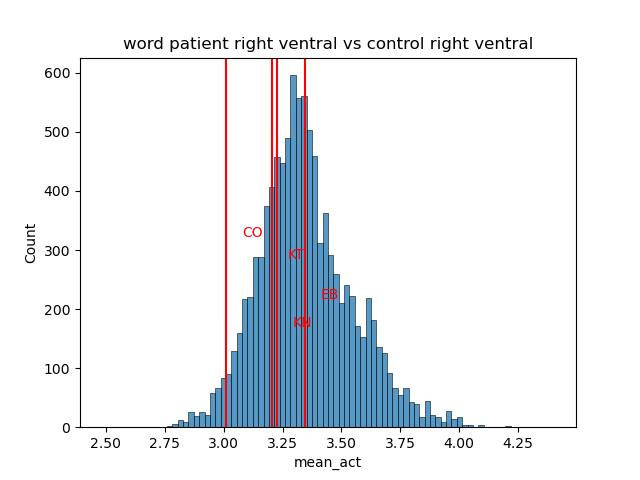 word patient right ventral vs control right ventral
600
500
400
300
200
100
0
Count
CO
KT
EB
KN
2.50 2.75 3.00 3.25 3.50 3.75 4.00 4.25
mean_act